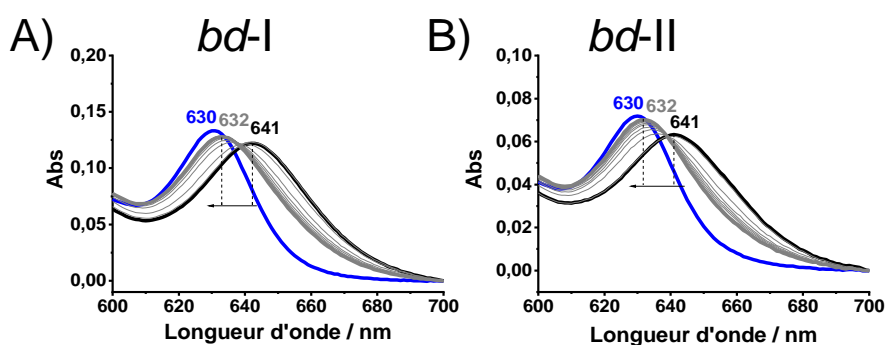 A) bd-I
0,20
0,15
0,10
0,05
0,00
Abs
630 632 641
600 620 640 660 680 700
Longueur d'onde / nm
B) bd-II
0,10
0,08
0,06
0,04
0,02
0,00
Abs
630 632 641
600 620 640 660 680 700
Longueur d'onde / nm